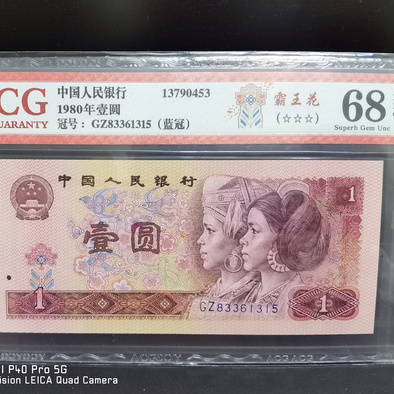 CG
GUARANTY
中国人民银行
1980年壹圆
冠号：GZ83361315（蓝冠）
13790453
霸王花
(☆☆☆)
68
Superb Gem Unc
中国人民银行
1
壹圆
1
GZ83361315
1
P40 Pro 5G
LEICA Quad Camera